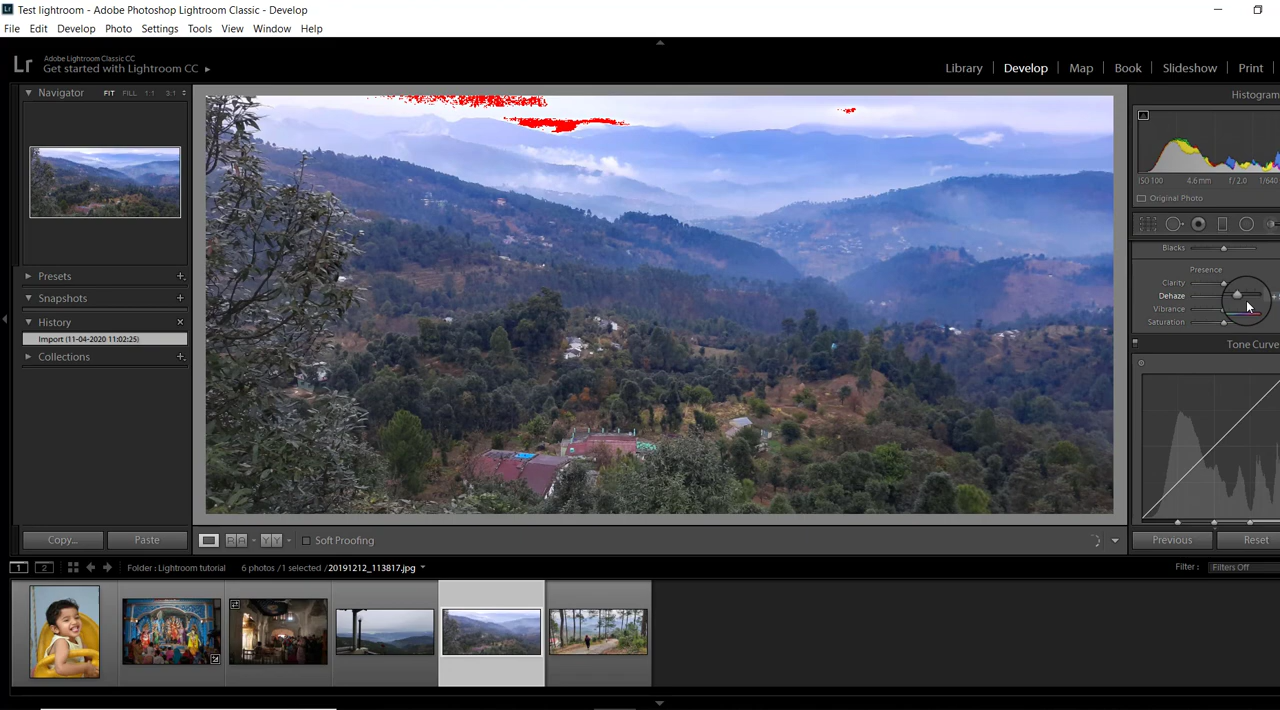 Test lightroom - Adobe Photoshop Lightroom Classic - Develop
File Edit Develop Photo Settings Tools View Window Help
Lr
Adobe Lightroom Classic CC
Get started with Lightroom CC
Library Develop Map Book Slideshow Print
Navigator FIT FILL 1:1 3:1
Histogram
ISO 100 4.6 mm f / 2.0 1/640
Original Photo
Blacks
Presence
Clarity
Dehaze
Vibrance
Saturation
Tone Curve
Presets
Snapshots
History
Import (11-04-2020 11:02:25)
Collections
Copy... Paste
Soft Proofing
Previous Reset
1 2 Folder : Lightroom tutorial 6 photos / 1 selected / 20191212_113817.jpg
Filter : Filters Off